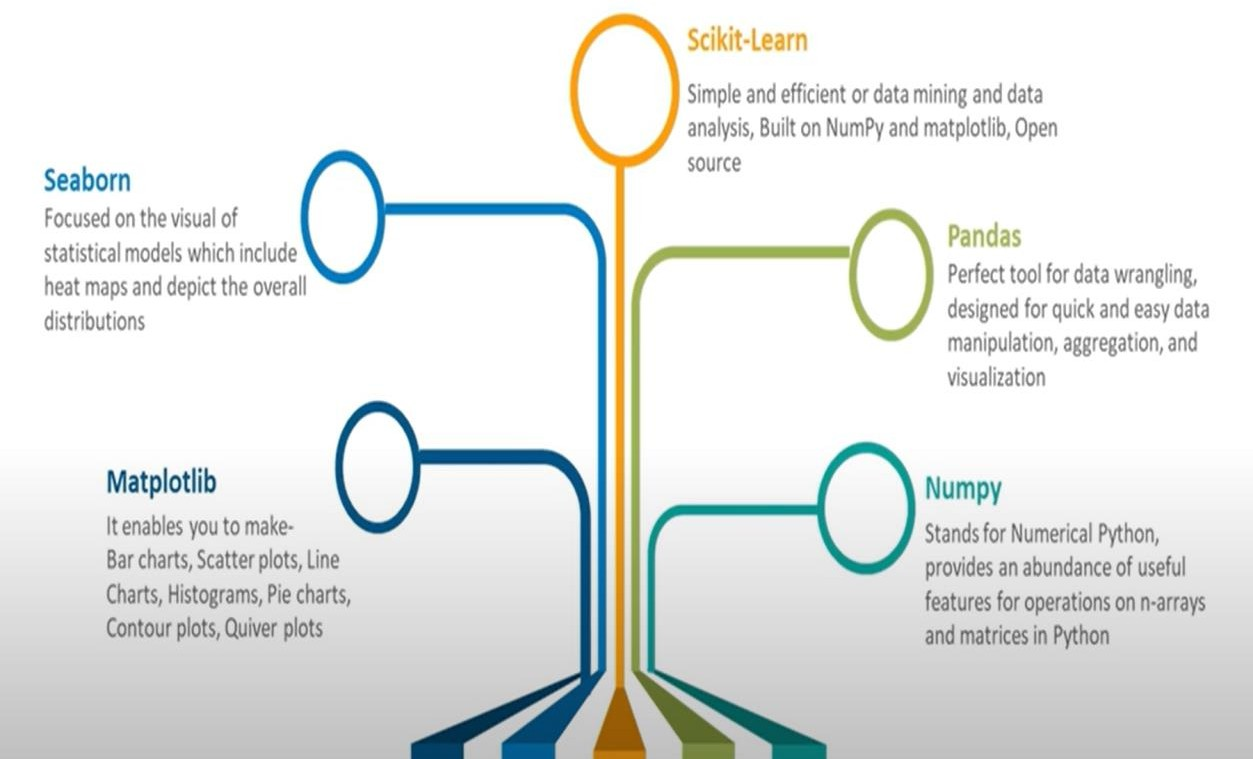 Scikit-Learn
Simple and efficient or data mining and data
analysis, Built on NumPy and matplotlib, Open
source
Seaborn
Focused on the visual of
statistical models which include
heat maps and depict the overall
distributions
Pandas
Perfect tool for data wrangling,
designed for quick and easy data
manipulation, aggregation, and
visualization
Matplotlib
It enables you to make-
Bar charts, Scatter plots, Line
Charts, Histograms, Pie charts,
Contour plots, Quiver plots
Numpy
Stands for Numerical Python,
provides an abundance of useful
features for operations on n-arrays
and matrices in Python